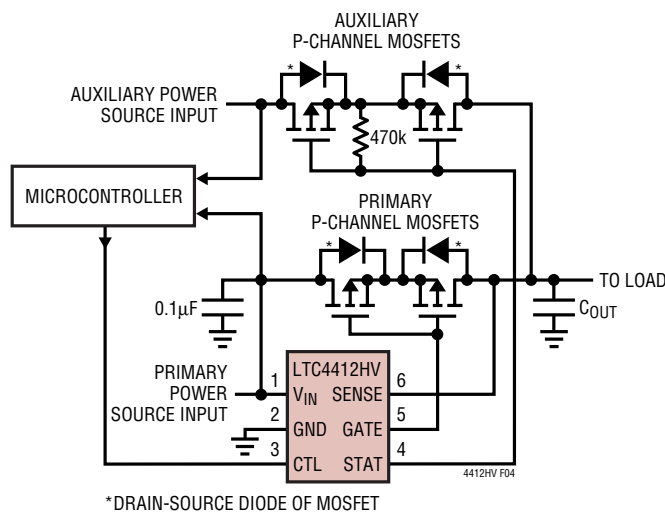 AUXILIARY
P-CHANNEL MOSFETS
*
*
AUXILIARY POWER
SOURCE INPUT
470k
MICROCONTROLLER
PRIMARY
P-CHANNEL MOSFETS
*
*
TO LOAD
0.1µF
COUT
PRIMARY
POWER
SOURCE INPUT
LTC4412HV
1
VIN
SENSE
6
2
GND
GATE
5
3
CTL
STAT
4
4412HV F04
*DRAIN-SOURCE DIODE OF MOSFET